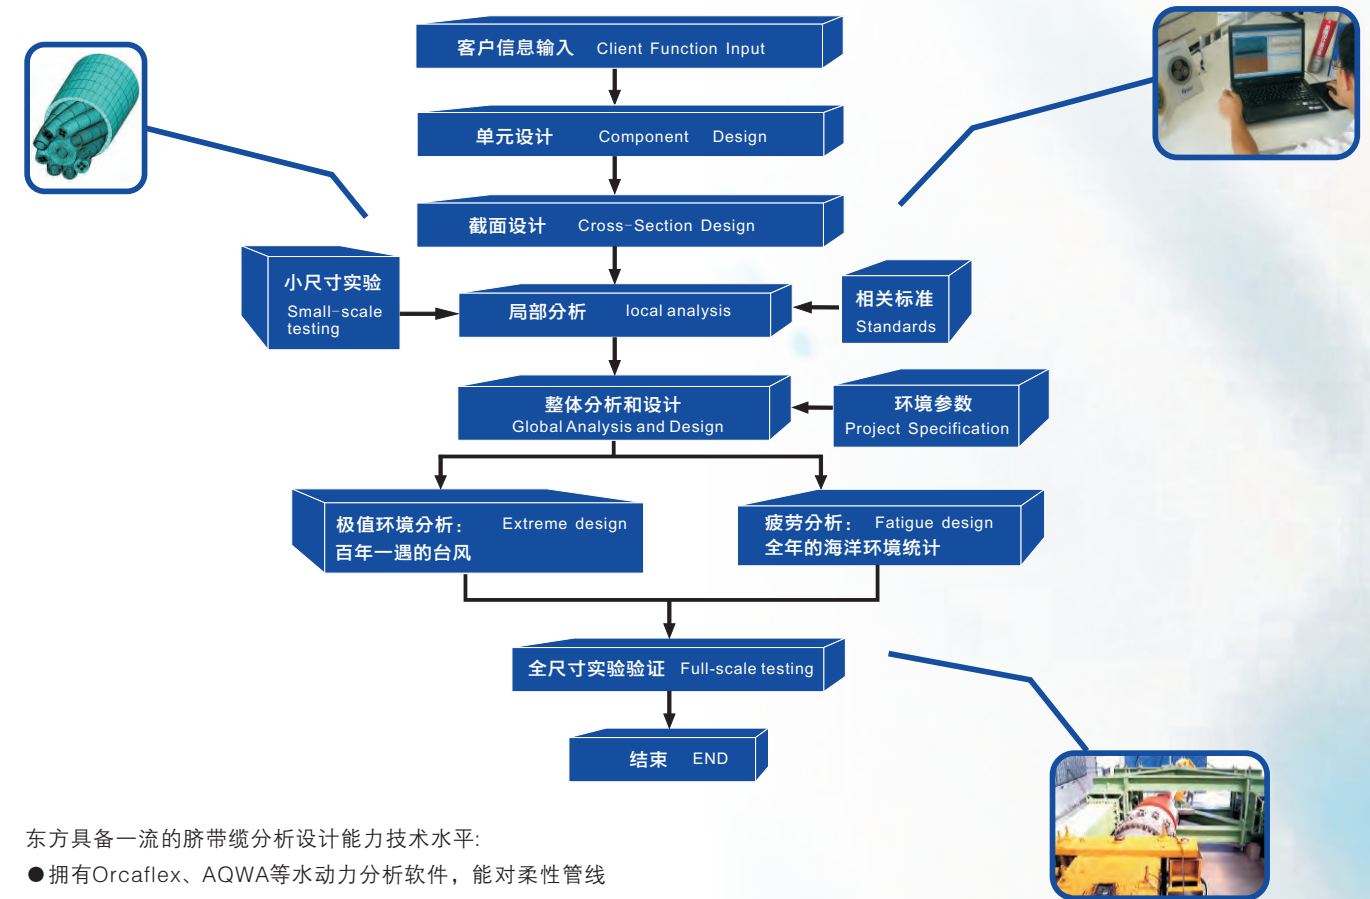 客户信息输入 Client Function Input
单元设计 Component Design
截面设计 Cross-Section Design
小尺寸实验
Small-scale
testing
局部分析 local analysis
相关标准
Standards
整体分析和设计
Global Analysis and Design
环境参数
Project Specification
极值环境分析: Extreme design
百年一遇的台风
疲劳分析: Fatigue design
全年的海洋环境统计
全尺寸实验验证 Full-scale testing
结束 END
东方具备一流的脐带缆分析设计能力技术水平:
●拥有Orcaflex、AQWA等水动力分析软件，能对柔性管线